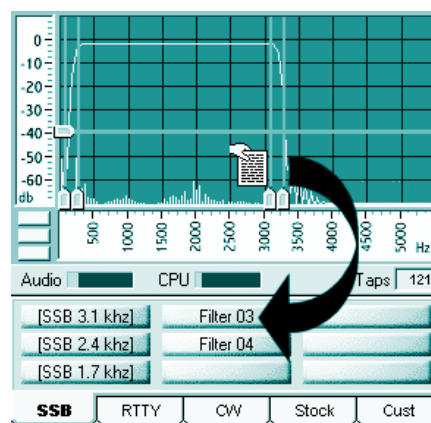 0
-10
-20
-30
-40
-50
-60
db
500
1000
1500
2000
2500
3000
3500
4000
4500
5000
Hz
Audio CPU Taps 121
[SSB 3.1 khz] Filter 03
[SSB 2.4 khz] Filter 04
[SSB 1.7 khz]
SSB RTTY CW Stock Cust